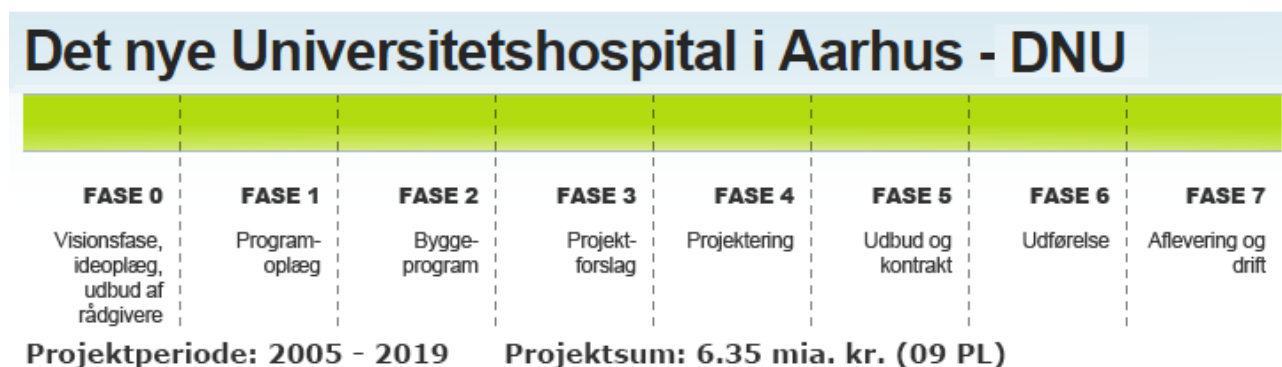 Det nye Universitetshospital i Aarhus - DNU
FASE 0
Visionsfase,
ideoplæg,
udbud af
rådgivere
FASE 1
Program-
oplæg
FASE 2
Bygge-
program
FASE 3
Projekt-
forslag
FASE 4
Projektering
FASE 5
Udbud og
kontrakt
FASE 6
Udførelse
FASE 7
Aflevering og
drift
Projektperiode: 2005 - 2019 Projektsum: 6.35 mia. kr. (09 PL)